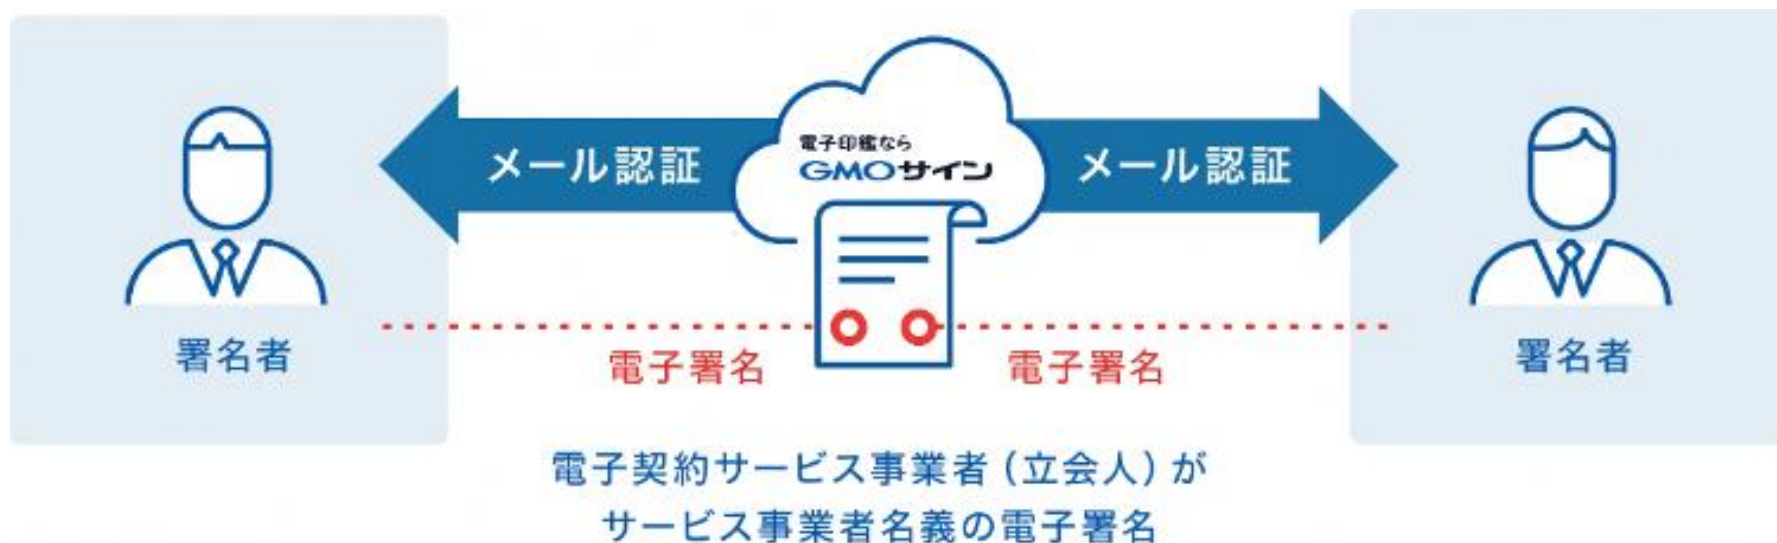 電子印鑑なら
GMOサイン
メール認証
メール認証
署名者
電子署名
電子署名
署名者
電子契約サービス事業者(立会人)が
サービス事業者名義の電子署名